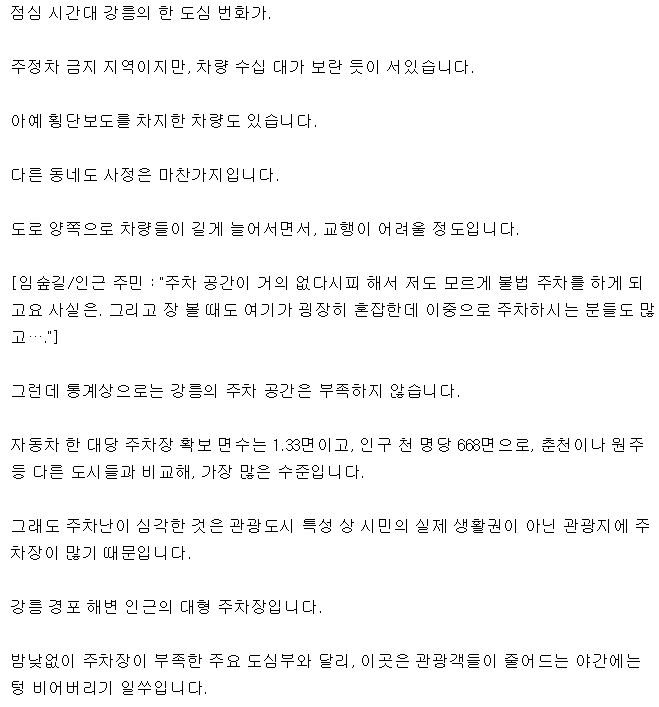 점심 시간대 강릉의 한 도심 번화가.
주정차 금지 지역이지만, 차량 수십 대가 보란 듯이 서있습니다.
아예 횡단보도를 차지한 차량도 있습니다.
다른 동네도 사정은 마찬가지입니다.
도로 양쪽으로 차량들이 길게 늘어서면서, 교행이 어려울 정도입니다.
[임숲길/인근 주민 : "주차 공간이 거의 없다시피 해서 저도 모르게 불법 주차를 하게 되
고요 사실은. 그리고 장 볼 때도 여기가 굉장히 혼잡한데 이중으로 주차하시는 분들도 많
고…."]
그런데 통계상으로는 강릉의 주차 공간은 부족하지 않습니다.
자동차 한 대당 주차장 확보 면수는 1.33면이고, 인구 천 명당 668면으로, 춘천이나 원주
등 다른 도시들과 비교해, 가장 많은 수준입니다.
그래도 주차난이 심각한 것은 관광도시 특성 상 시민의 실제 생활권이 아닌 관광지에 주
차장이 많기 때문입니다.
강릉 경포 해변 인근의 대형 주차장입니다.
밤낮없이 주차장이 부족한 주요 도심부와 달리, 이곳은 관광객들이 줄어드는 야간에는
텅 비어버리기 일쑤입니다.